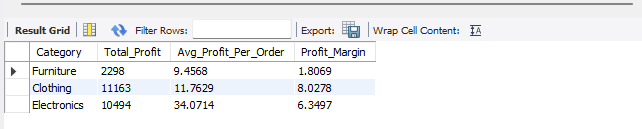 Result Grid Filter Rows: Export: Wrap Cell Content: IA
Category Total_Profit Avg_Profit_Per_Order Profit_Margin
Furniture 2298 9.4568 1.8069
Clothing 11163 11.7629 8.0278
Electronics 10494 34.0714 6.3497